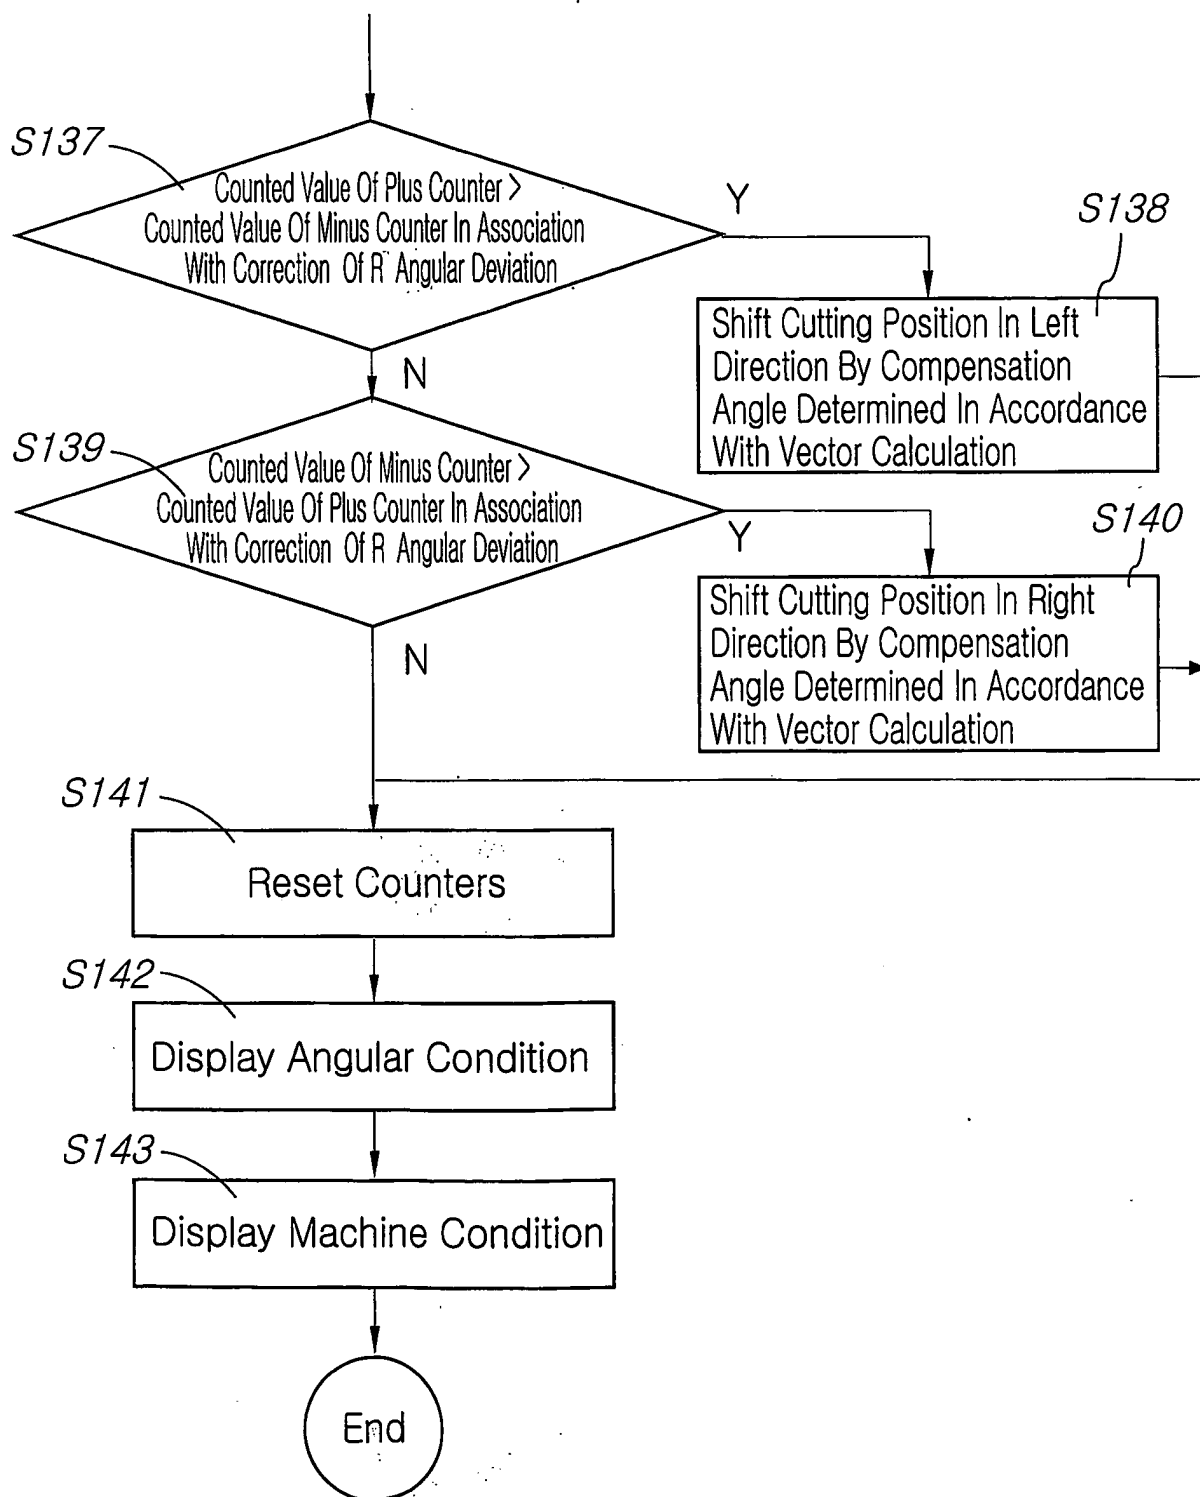 S137
Counted Value Of Plus Counter >
Counted Value Of Minus Counter In Association
With Correction Of R Angular Deviation
Y
S138
Shift Cutting Position In Left
Direction By Compensation
Angle Determined In Accordance
With Vector Calculation
N
S139
Counted Value Of Minus Counter >
Counted Value Of Plus Counter In Association
With Correction Of R Angular Deviation
Y
S140
Shift Cutting Position In Right
Direction By Compensation
Angle Determined In Accordance
With Vector Calculation
N
S141
Reset Counters
S142
Display Angular Condition
S143
Display Machine Condition
End